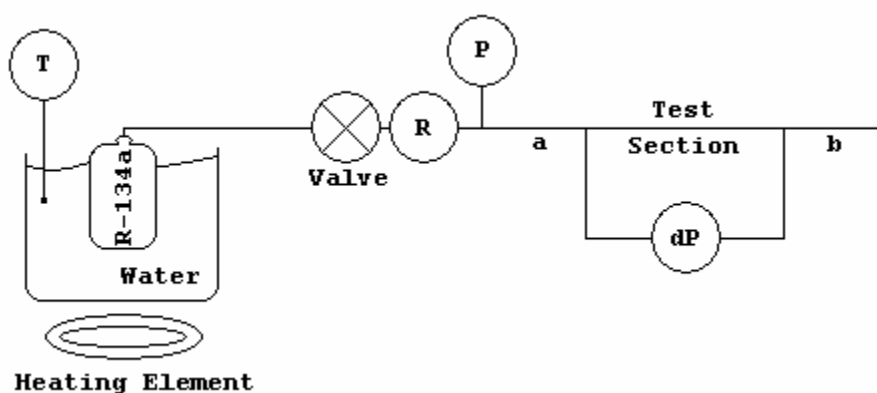 T
P
R
Test
Section
a
b
Valve
R-134a
dP
Water
Heating Element